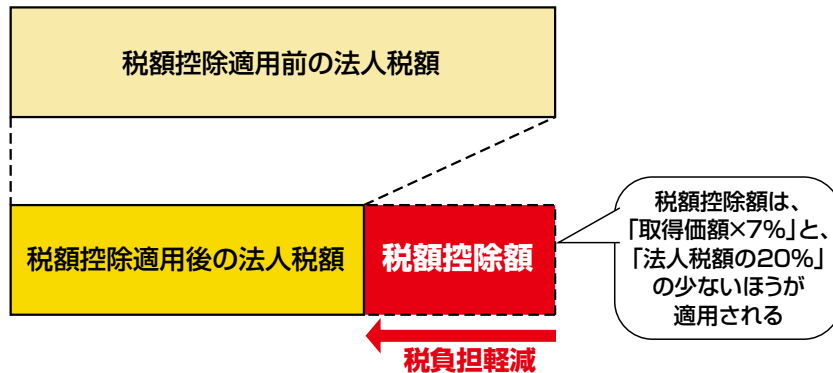 税額控除適用前の法人税額
税額控除適用後の法人税額
税額控除額
税額控除額は、
「取得価額×7%」と、
「法人税額の20%」
の少ないほうが
適用される
税負担軽減